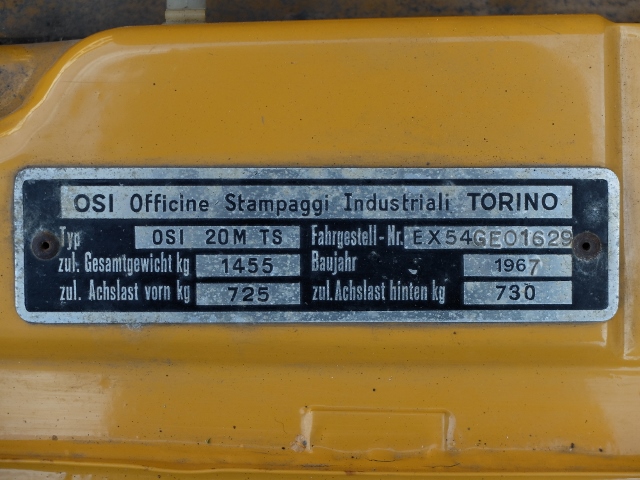 OSI Officine Stampaggi Industriali TORINO
Typ OSI 20M TS Fahrgestell-Nr. EX54GE01629
zul. Gesamtgewicht kg 1455 Baujahr 1967
zul. Achslast vorn kg 725 zul. Achslast hinten kg 730